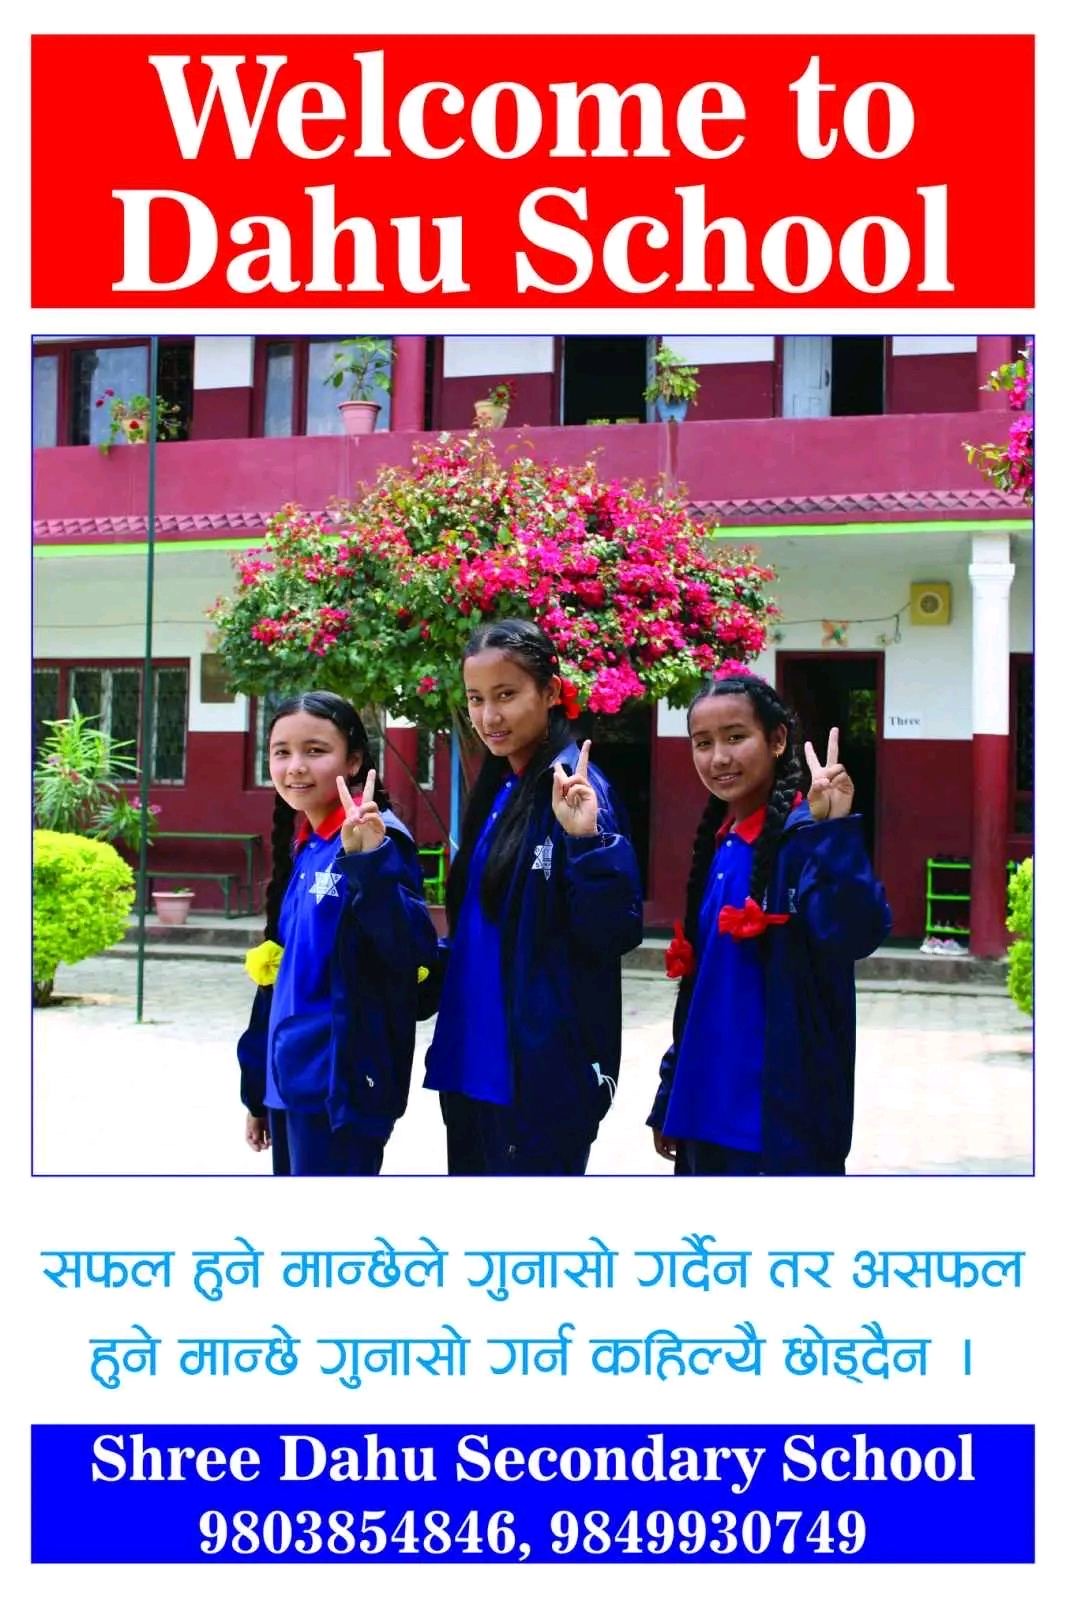 Welcome to
Dahu School
Three
सफल हुने मान्छेले गुनासो गर्दैन तर असफल
हुने मान्छे गुनासो गर्न कहिल्यै छोड्दैन ।
Shree Dahu Secondary School
9803854846, 9849930749